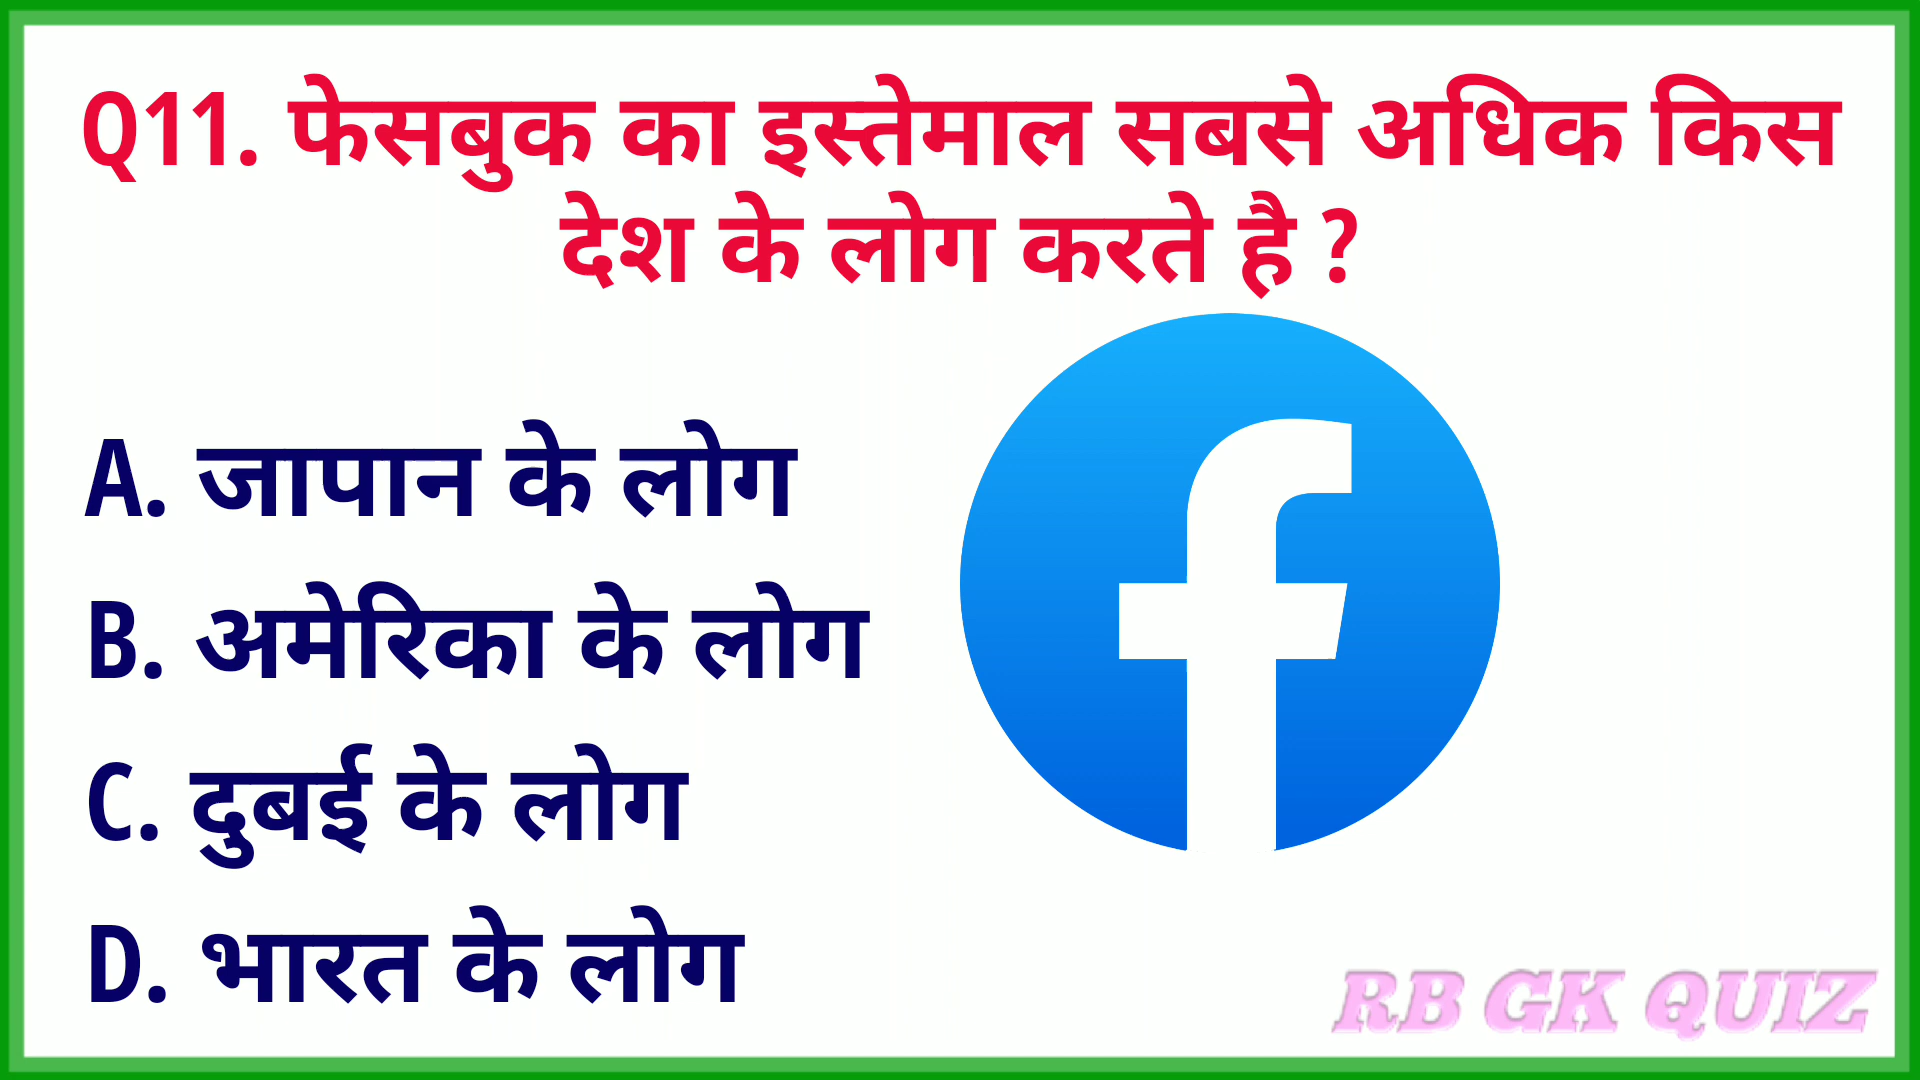 Q11. फेसबुक का इस्तेमाल सबसे अधिक किस
देश के लोग करते है ?
A. जापान के लोग
B. अमेरिका के लोग
C. दुबई के लोग
D. भारत के लोग
RB GK QUIZ